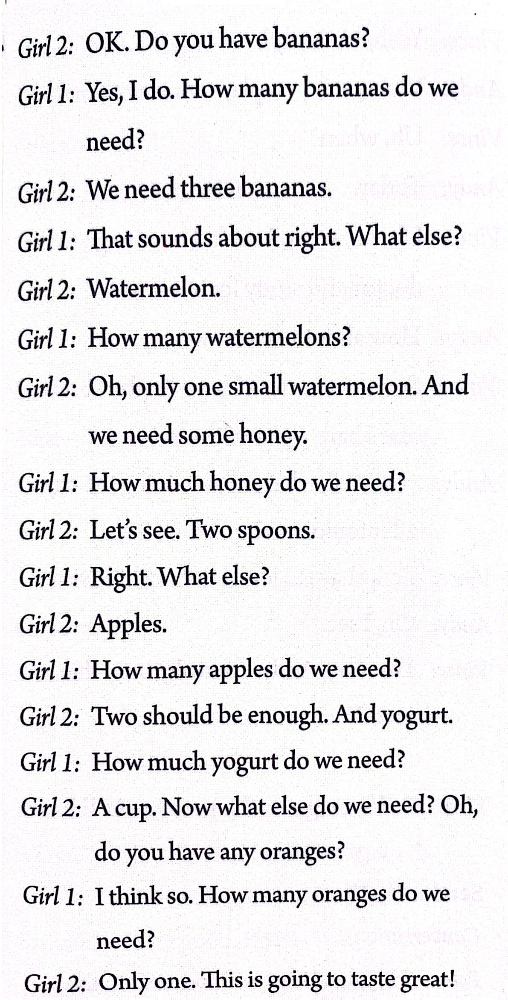 Girl 2: OK. Do you have bananas?
Girl 1: Yes, I do. How many bananas do we
need?
Girl 2: We need three bananas.
Girl 1: That sounds about right. What else?
Girl 2: Watermelon.
Girl 1: How many watermelons?
Girl 2: Oh, only one small watermelon. And
we need some honey.
Girl 1: How much honey do we need?
Girl 2: Let's see. Two spoons.
Girl 1: Right. What else?
Girl 2: Apples.
Girl 1: How many apples do we need?
Girl 2: Two should be enough. And yogurt.
Girl 1: How much yogurt do we need?
Girl 2: A cup. Now what else do we need? Oh,
do you have any oranges?
Girl 1: I think so. How many oranges do we
need?
Girl 2: Only one. This is going to taste great!